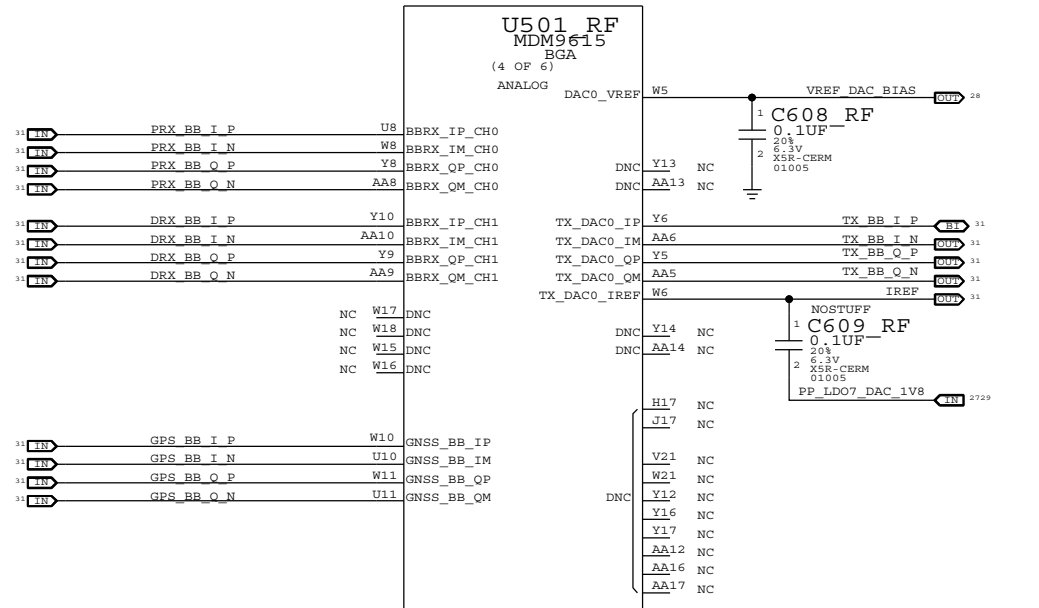 U501_RF
MDM9615
BGA
(4 OF 6)
ANALOG
DAC0_VREF W5 VREF_DAC_BIAS OUT 28
1 C608_RF
0.1UF
20%
6.3V
2 X5R-CERM
01005
31 IN PRX_BB_I_P U8 BBRX_IP_CH0
31 IN PRX_BB_I_N W8 BBRX_IM_CH0
31 IN PRX_BB_Q_P Y8 BBRX_QP_CH0
31 IN PRX_BB_Q_N AA8 BBRX_QM_CH0
DNC Y13 NC
DNC AA13 NC
31 IN DRX_BB_I_P Y10 BBRX_IP_CH1
31 IN DRX_BB_I_N AA10 BBRX_IM_CH1
31 IN DRX_BB_Q_P Y9 BBRX_QP_CH1
31 IN DRX_BB_Q_N AA9 BBRX_QM_CH1
TX_DAC0_IP Y6 TX_BB_I_P BI 31
TX_DAC0_IM AA6 TX_BB_I_N OUT 31
TX_DAC0_QP Y5 TX_BB_Q_P OUT 31
TX_DAC0_QM AA5 TX_BB_Q_N OUT 31
TX_DAC0_IREF W6 IREF OUT 31
NOSTUFF
1 C609_RF
0.1UF
20%
6.3V
2 X5R-CERM
01005
PP_LDO7_DAC_1V8 IN 2729
NC W17 DNC
NC W18 DNC
NC W15 DNC
NC W16 DNC
DNC Y14 NC
DNC AA14 NC
31 IN GPS_BB_I_P W10 GNSS_BB_IP
31 IN GPS_BB_I_N U10 GNSS_BB_IM
31 IN GPS_BB_Q_P W11 GNSS_BB_QP
31 IN GPS_BB_Q_N U11 GNSS_BB_QM
H17 NC
J17 NC
V21 NC
W21 NC
DNC Y12 NC
Y16 NC
Y17 NC
AA12 NC
AA16 NC
AA17 NC